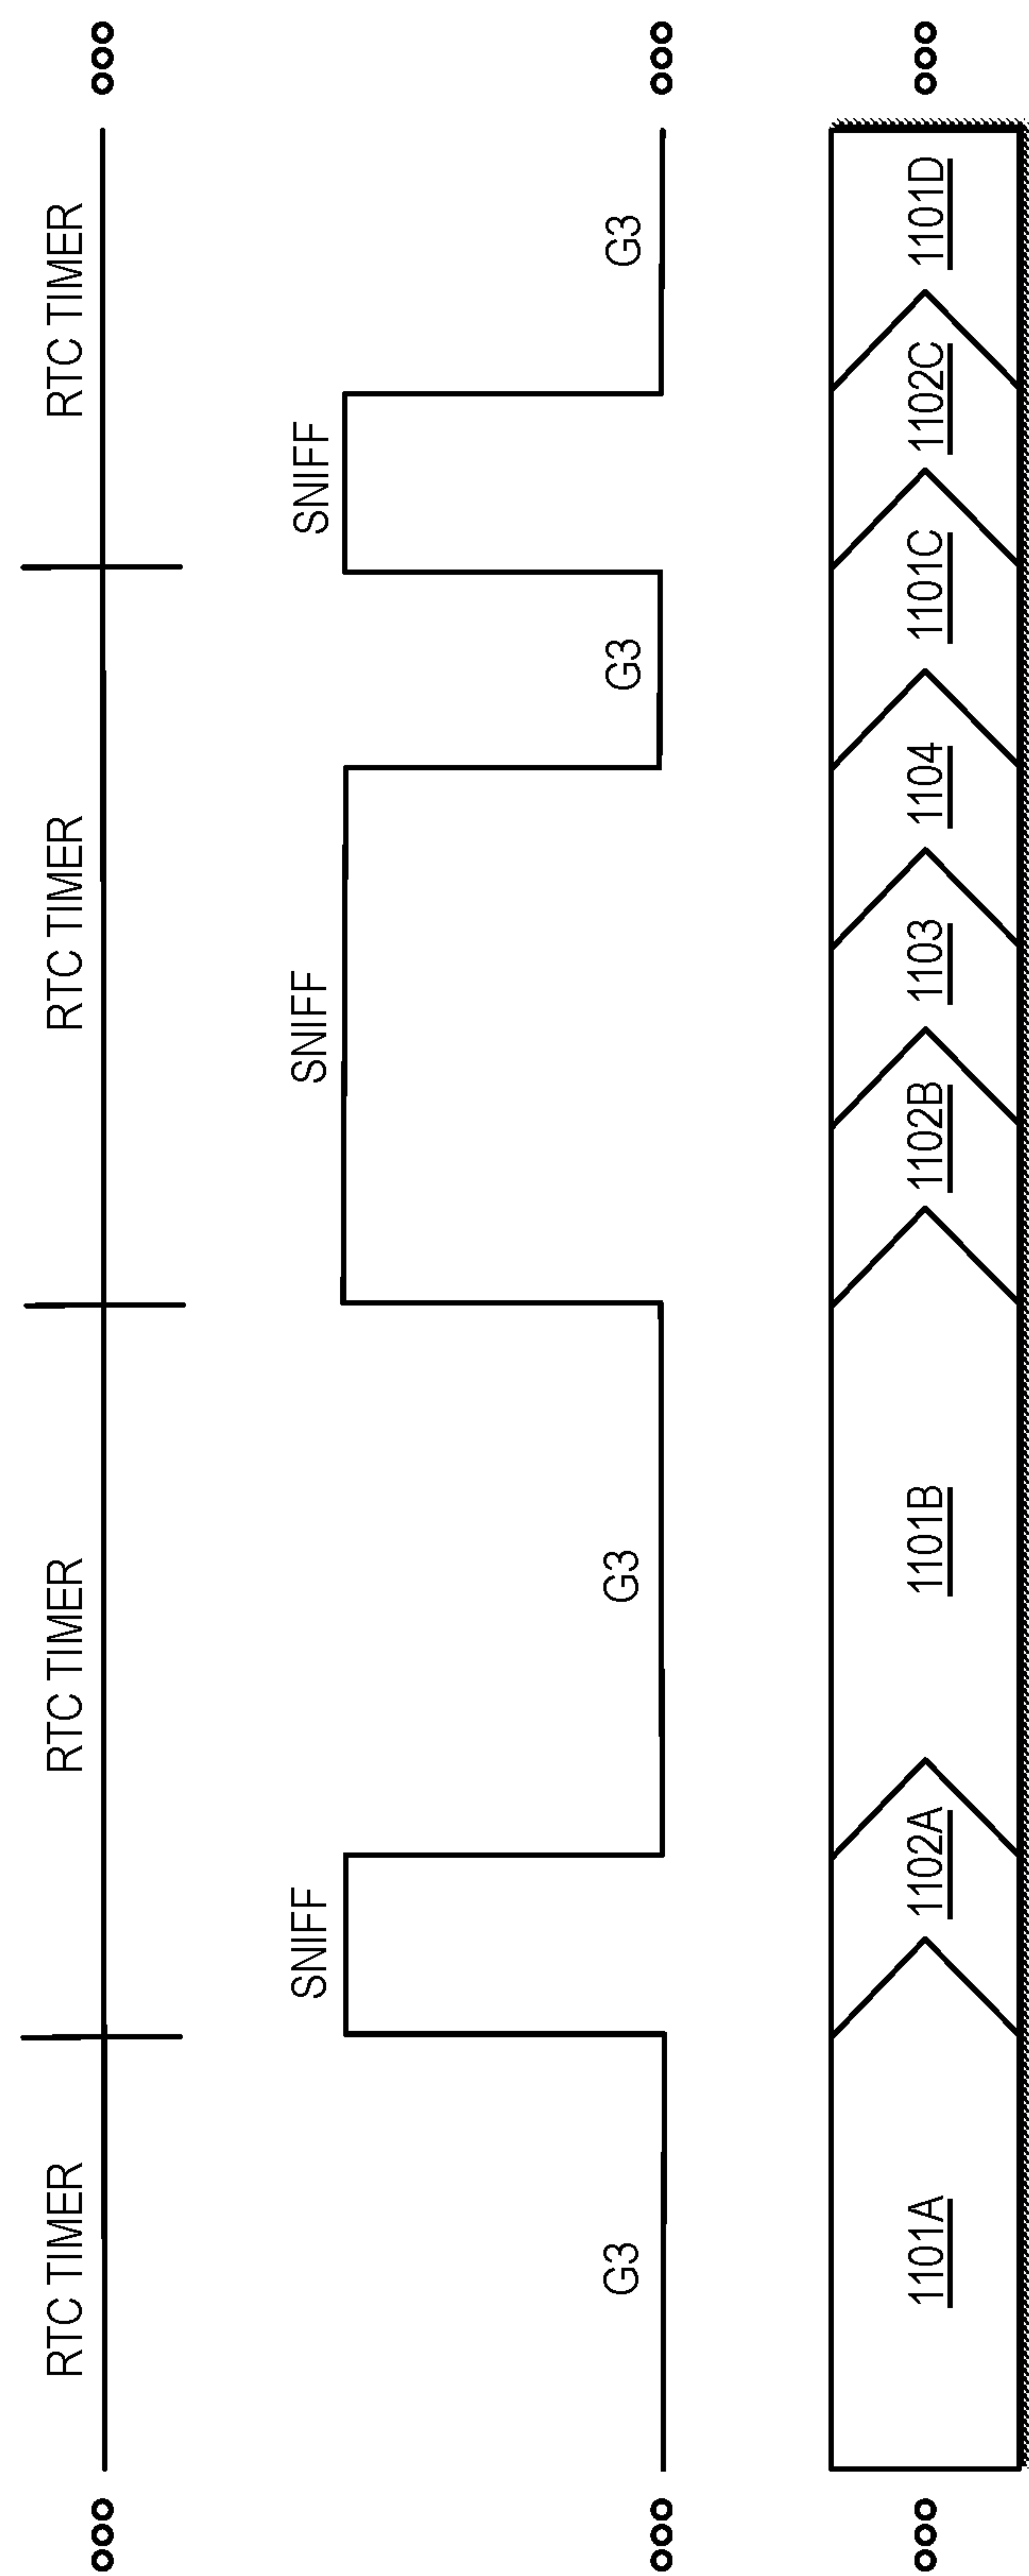 RTC TIMER
RTC TIMER
RTC TIMER
RTC TIMER
SNIFF
SNIFF
SNIFF
G3
G3
G3
G3
1101A
1102A
1101B
1102B
1103
1104
1101C
1102C
1101D